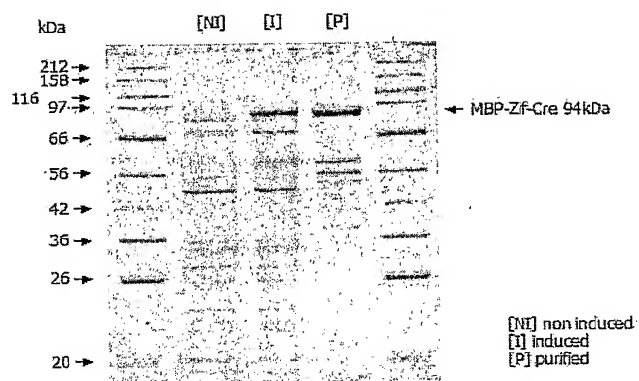 kDa [NI] [I] [P]
212
158
116
97
MBP-Zif-Cre 94kDa
66
56
42
36
26
[NI] non induced
[I] induced
[P] purified
20